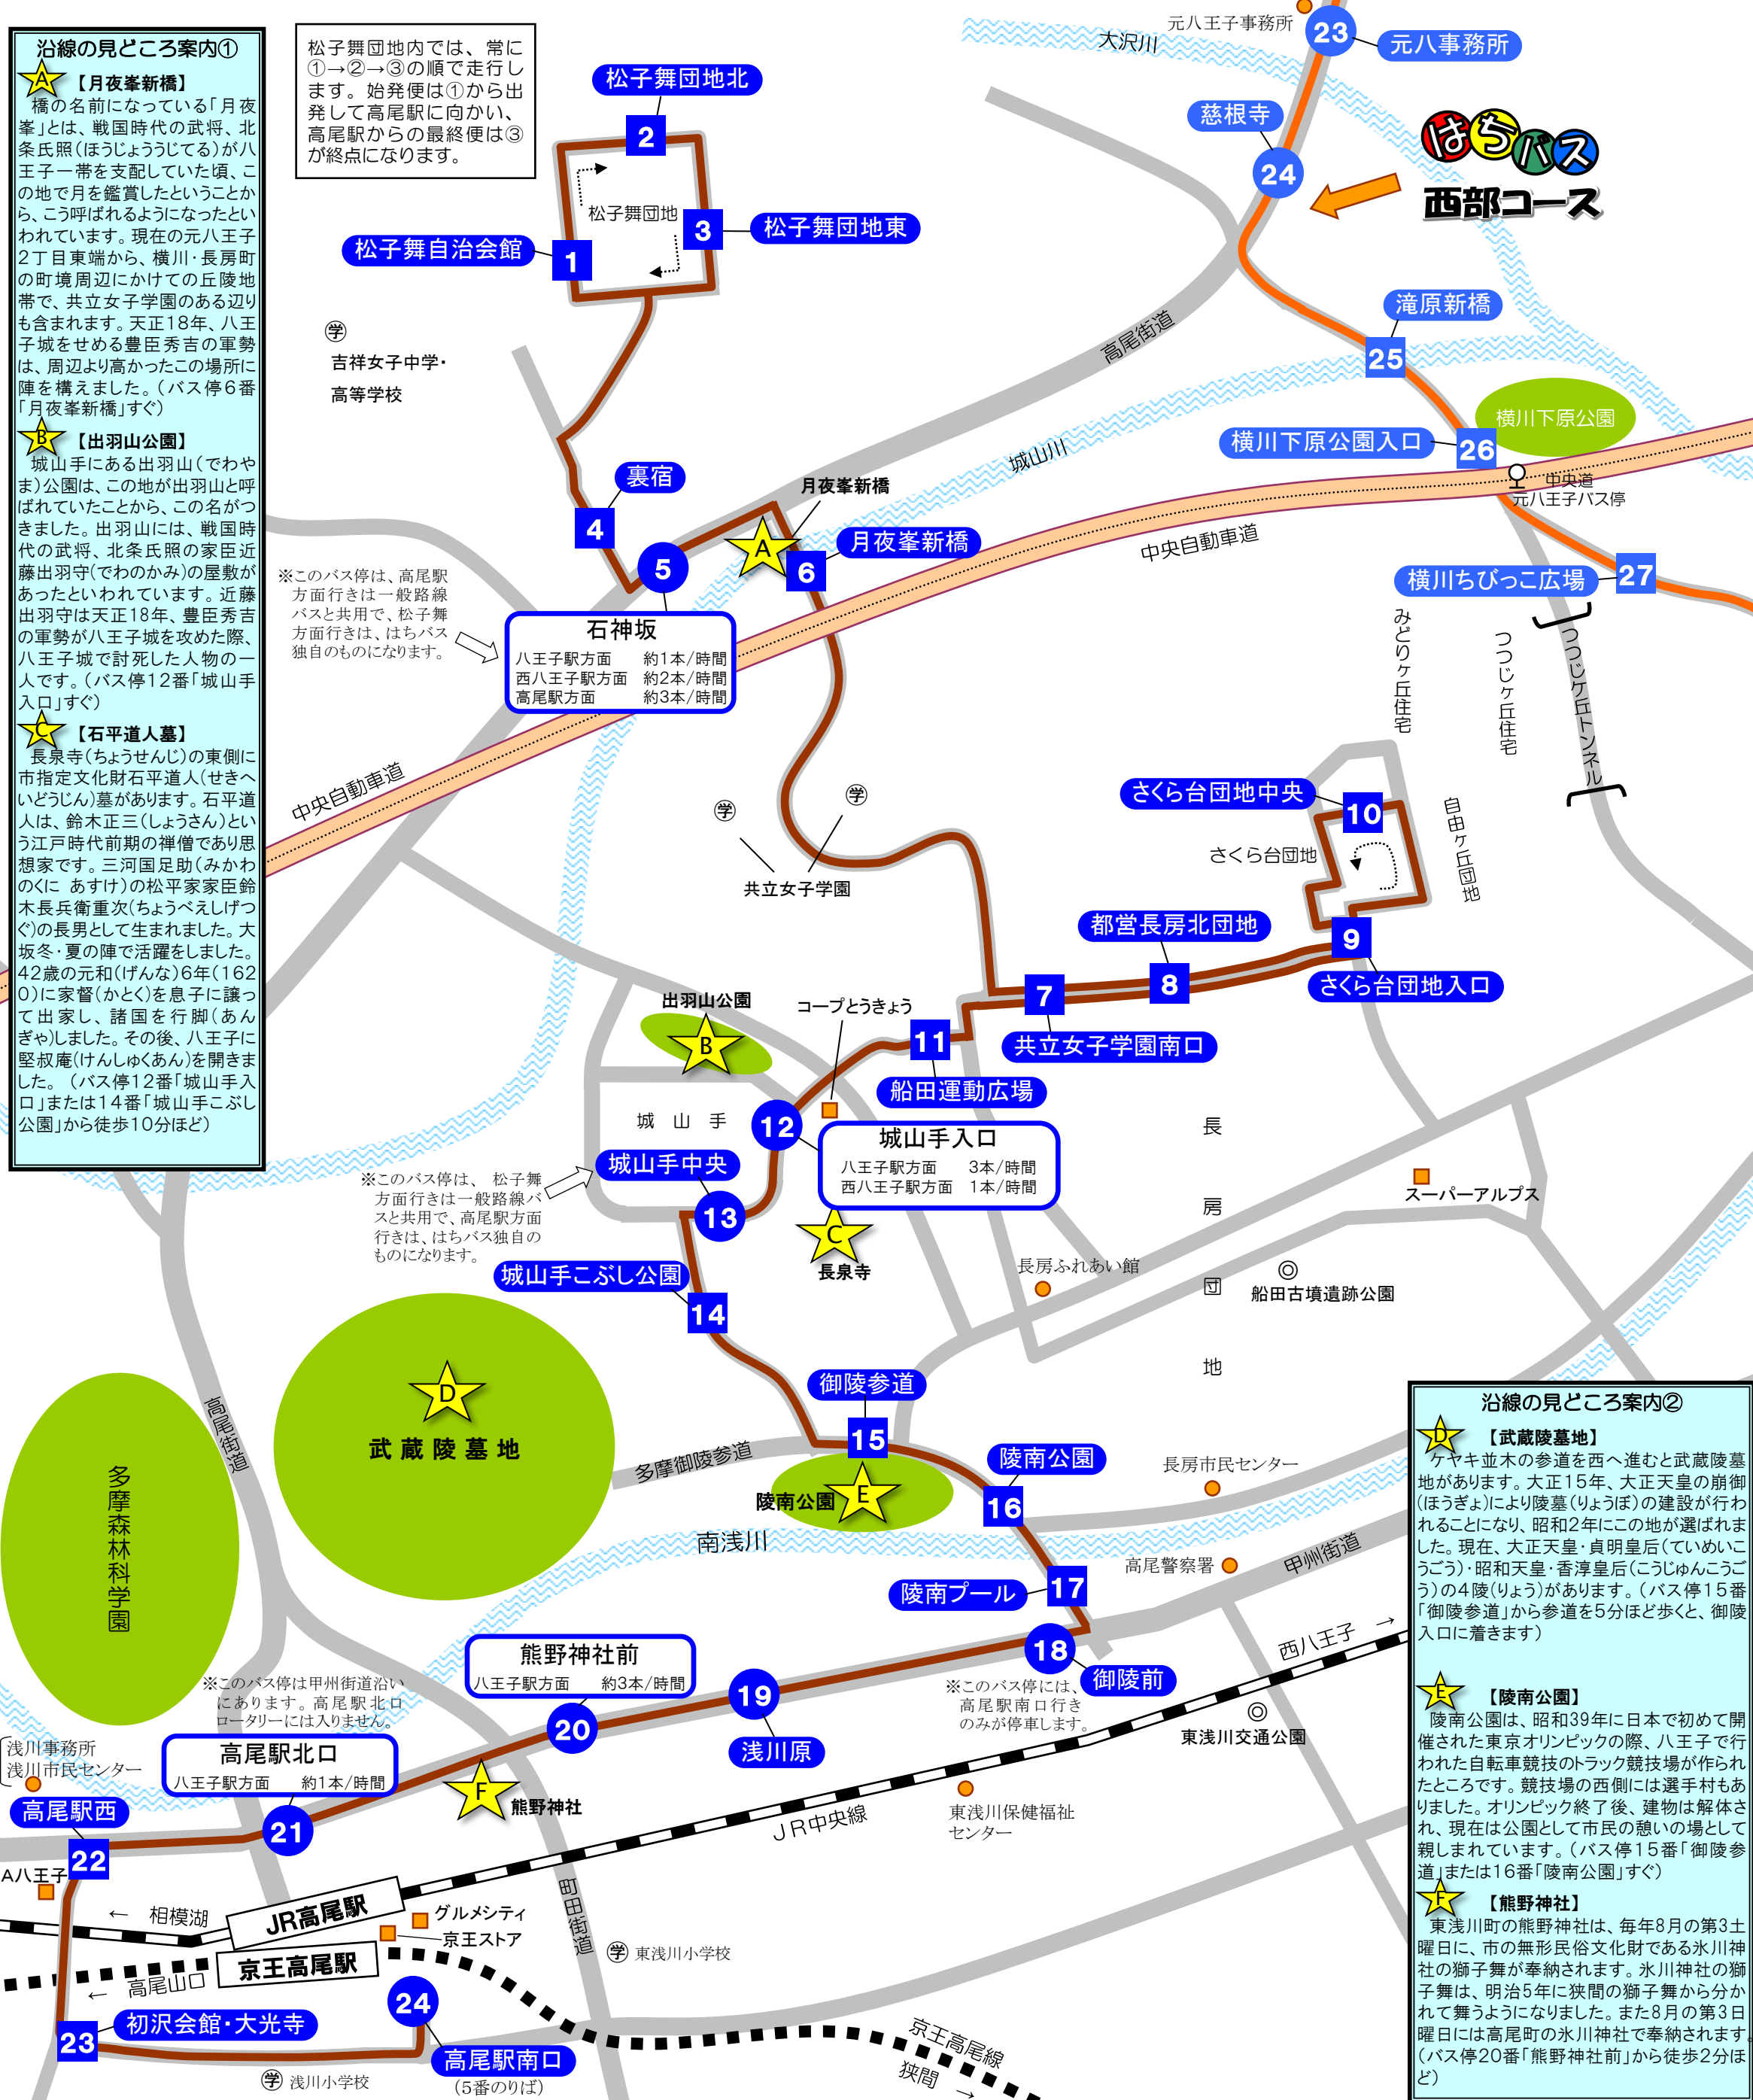 沿線の見どころ案内①
A
【月夜峯新橋】
橋の名前になっている「月夜
峯」とは、戦国時代の武将、北
条氏照(ほうじょううじてる)が八
王子一帯を支配していた頃、こ
の地で月を鑑賞したということか
ら、こう呼ばれるようになったとい
われています。現在の元八王子
2丁目東端から、横川・長房町
の町境周辺にかけての丘陵地
帯で、共立女子学園のある辺り
も含まれます。天正18年、八王
子城をせめる豊臣秀吉の軍勢
は、周辺より高かったこの場所に
陣を構えました。(バス停6番
「月夜峯新橋」すぐ)
B
【出羽山公園】
城山手にある出羽山(でわや
ま)公園は、この地が出羽山と呼
ばれていたことから、この名がつ
きました。出羽山には、戦国時
代の武将、北条氏照の家臣近
藤出羽守(でわのかみ)の屋敷が
あったといわれています。近藤
出羽守は天正18年、豊臣秀吉
の軍勢が八王子城を攻めた際、
八王子城で討死した人物の一
人です。(バス停12番「城山手
入口」すぐ)
C
【石平道人墓】
長泉寺(ちょうせんじ)の東側に
市指定文化財石平道人(せきへ
いどうじん)墓があります。石平道
人は、鈴木正三(しょうさん)とい
う江戸時代前期の禅僧であり思
想家です。三河国足助(みかわ
のくに あすけ)の松平家家臣鈴
木長兵衛重次(ちょうべえしげつ
ぐ)の長男として生まれました。大
坂冬・夏の陣で活躍をしました。
42歳の元和(げんな)6年(162
0)に家督(かとく)を息子に譲っ
て出家し、諸国を行脚(あん
ぎゃ)しました。その後、八王子に
堅叔庵(けんしゅくあん)を開きま
した。(バス停12番「城山手入
口」または14番「城山手こぶし
公園」から徒歩10分ほど)
松子舞団地内では、常に
①→②→③の順で走行し
ます。始発便は①から出
発して高尾駅に向かい、
高尾駅からの最終便は③
が終点になります。
松子舞団地北
2
松子舞団地
3
松子舞団地東
松子舞自治会館
1
学
吉祥女子中学・
高等学校
大沢川
元八王子事務所
23
元八事務所
慈根寺
24
はちバス
西部コース
滝原新橋
25
高尾街道
横川下原公園
横川下原公園入口
26
城山川
中央道
元八王子バス停
中央自動車道
横川ちびっこ広場
27
裏宿
4
5
月夜峯新橋
A
6
月夜峯新橋
※このバス停は、高尾駅
方面行きは一般路線
バスと共用で、松子舞
方面行きは、はちバス
独自のものになります。
石神坂
八王子駅方面 約1本/時間
西八王子駅方面 約2本/時間
高尾駅方面 約3本/時間
みどりヶ丘住宅
つつじヶ丘住宅
つつじケ丘トンネル
自由ヶ丘団地
中央自動車道
学
学
共立女子学園
さくら台団地中央
10
さくら台団地
9
さくら台団地入口
都営長房北団地
8
7
共立女子学園南口
出羽山公園
B
コープとうきょう
11
船田運動広場
城山手
12
城山手入口
八王子駅方面 3本/時間
西八王子駅方面 1本/時間
※このバス停は、 松子舞
方面行きは一般路線バ
スと共用で、高尾駅方面
行きは、はちバス独自の
ものになります。
城山手中央
13
C
長泉寺
城山手こぶし公園
14
長房団地
スーパーアルプス
長房ふれあい館
船田古墳遺跡公園
D
武蔵陵墓地
高尾街道
多摩森林科学園
御陵参道
15
多摩御陵参道
E
陵南公園
陵南公園
16
南浅川
長房市民センター
高尾警察署
甲州街道
陵南プール
17
18
御陵前
※このバス停には、
高尾駅南口行き
のみが停車します。
西八王子 →
東浅川交通公園
熊野神社前
八王子駅方面 約3本/時間
19
浅川原
20
※このバス停は甲州街道沿い
にあります。高尾駅北口
ロータリーには入りません。
高尾駅北口
八王子駅方面 約1本/時間
21
F
熊野神社
浅川事務所
浅川市民センター
高尾駅西
22
A八王子
JR中央線
東浅川保健福祉
センター
← 相模湖
JR高尾駅
グルメシティ
京王ストア
町田街道
学 東浅川小学校
京王高尾駅
← 高尾山口
23
初沢会館・大光寺
24
高尾駅南口
(5番のりば)
学 浅川小学校
京王高尾線
狭間 →
沿線の見どころ案内②
D
【武蔵陵墓地】
ケヤキ並木の参道を西へ進むと武蔵陵墓
地があります。大正15年、大正天皇の崩御
(ほうぎょ)により陵墓(りょうぼ)の建設が行わ
れることになり、昭和2年にこの地が選ばれま
した。現在、大正天皇・貞明皇后(ていめいこ
うごう)・昭和天皇・香淳皇后(こうじゅんこうご
う)の4陵(りょう)があります。(バス停15番
「御陵参道」から参道を5分ほど歩くと、御陵
入口に着きます)
E
【陵南公園】
陵南公園は、昭和39年に日本で初めて開
催された東京オリンピックの際、八王子で行
われた自転車競技のトラック競技場が作られ
たところです。競技場の西側には選手村もあ
りました。オリンピック終了後、建物は解体さ
れ、現在は公園として市民の憩いの場として
親しまれています。(バス停15番「御陵参
道」または16番「陵南公園」すぐ)
F
【熊野神社】
東浅川町の熊野神社は、毎年8月の第3土
曜日に、市の無形民俗文化財である氷川神
社の獅子舞が奉納されます。氷川神社の獅
子舞は、明治5年に狭間の獅子舞から分か
れて舞うようになりました。また8月の第3日
曜日には高尾町の氷川神社で奉納されます。
(バス停20番「熊野神社前」から徒歩2分ほ
ど)